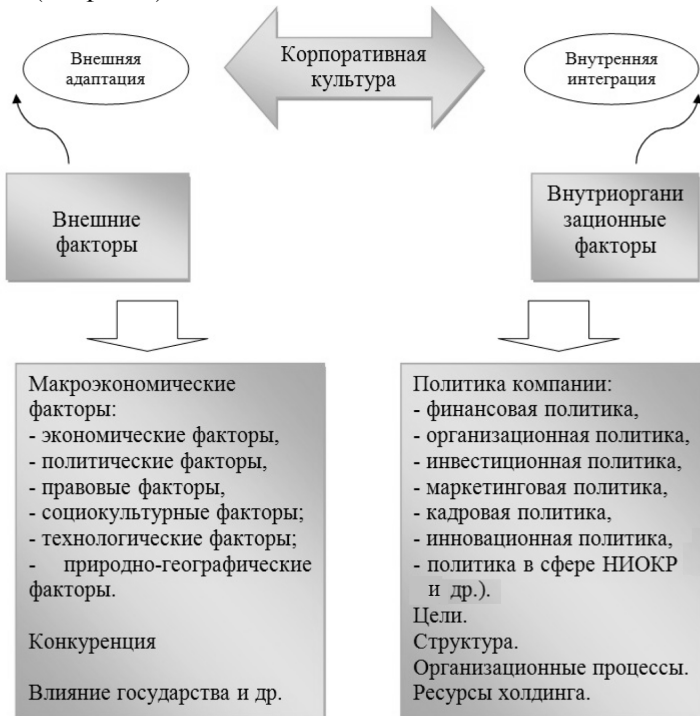 Внешняя
адаптация
Корпоративная
культура
Внутренняя
интеграция
Внешние
факторы
Внутриоргани
зационные
факторы
Макроэкономические
факторы:
- экономические факторы,
- политические факторы,
- правовые факторы,
- социокультурные факторы;
- технологические факторы;
- природно-географические
факторы.
Конкуренция
Влияние государства и др.
Политика компании:
- финансовая политика,
- организационная политика,
- инвестиционная политика,
- маркетинговая политика,
- кадровая политика,
- инновационная политика,
- политика в сфере НИОКР
и др.).
Цели.
Структура.
Организационные процессы.
Ресурсы холдинга.